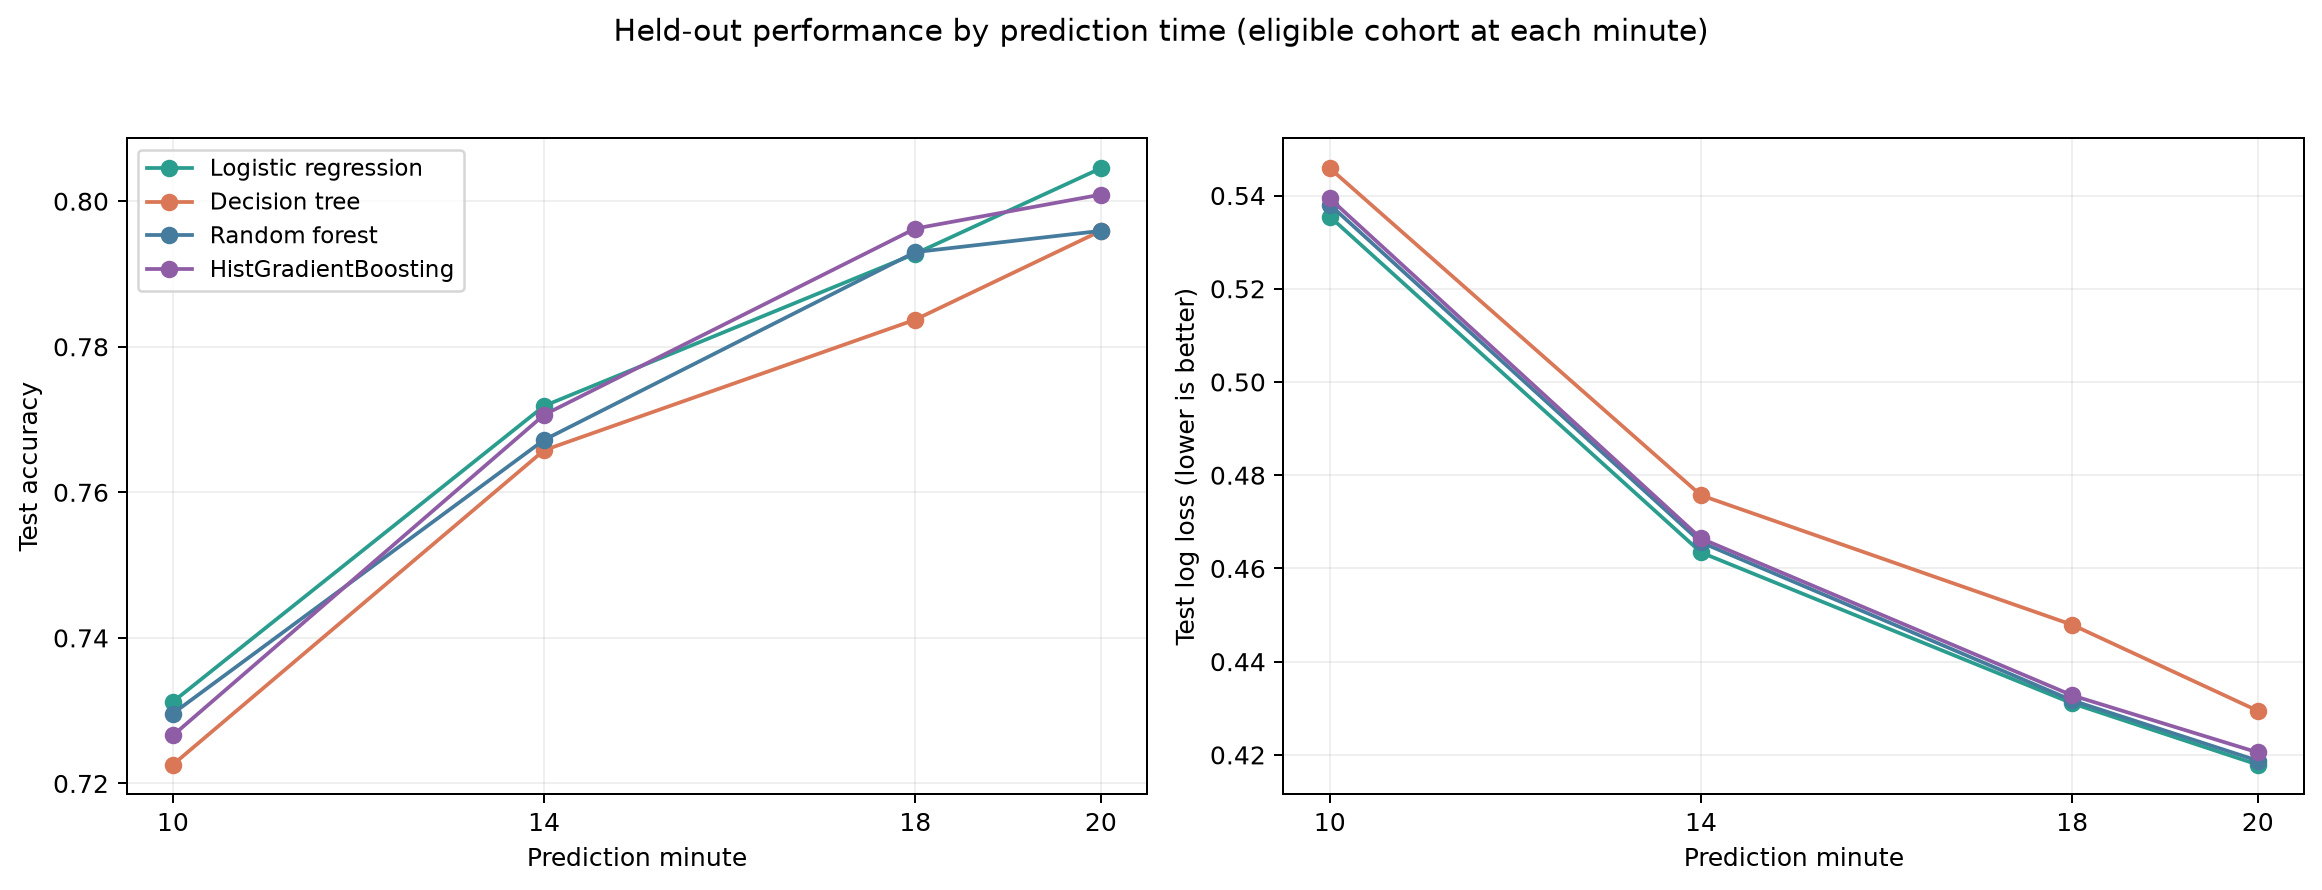 Held-out performance by prediction time (eligible cohort at each minute)
Logistic regression
Decision tree
Random forest
HistGradientBoosting
Test accuracy
0.80
0.78
0.76
0.74
0.72
10
14
18
20
Prediction minute
Test log loss (lower is better)
0.54
0.52
0.50
0.48
0.46
0.44
0.42
10
14
18
20
Prediction minute